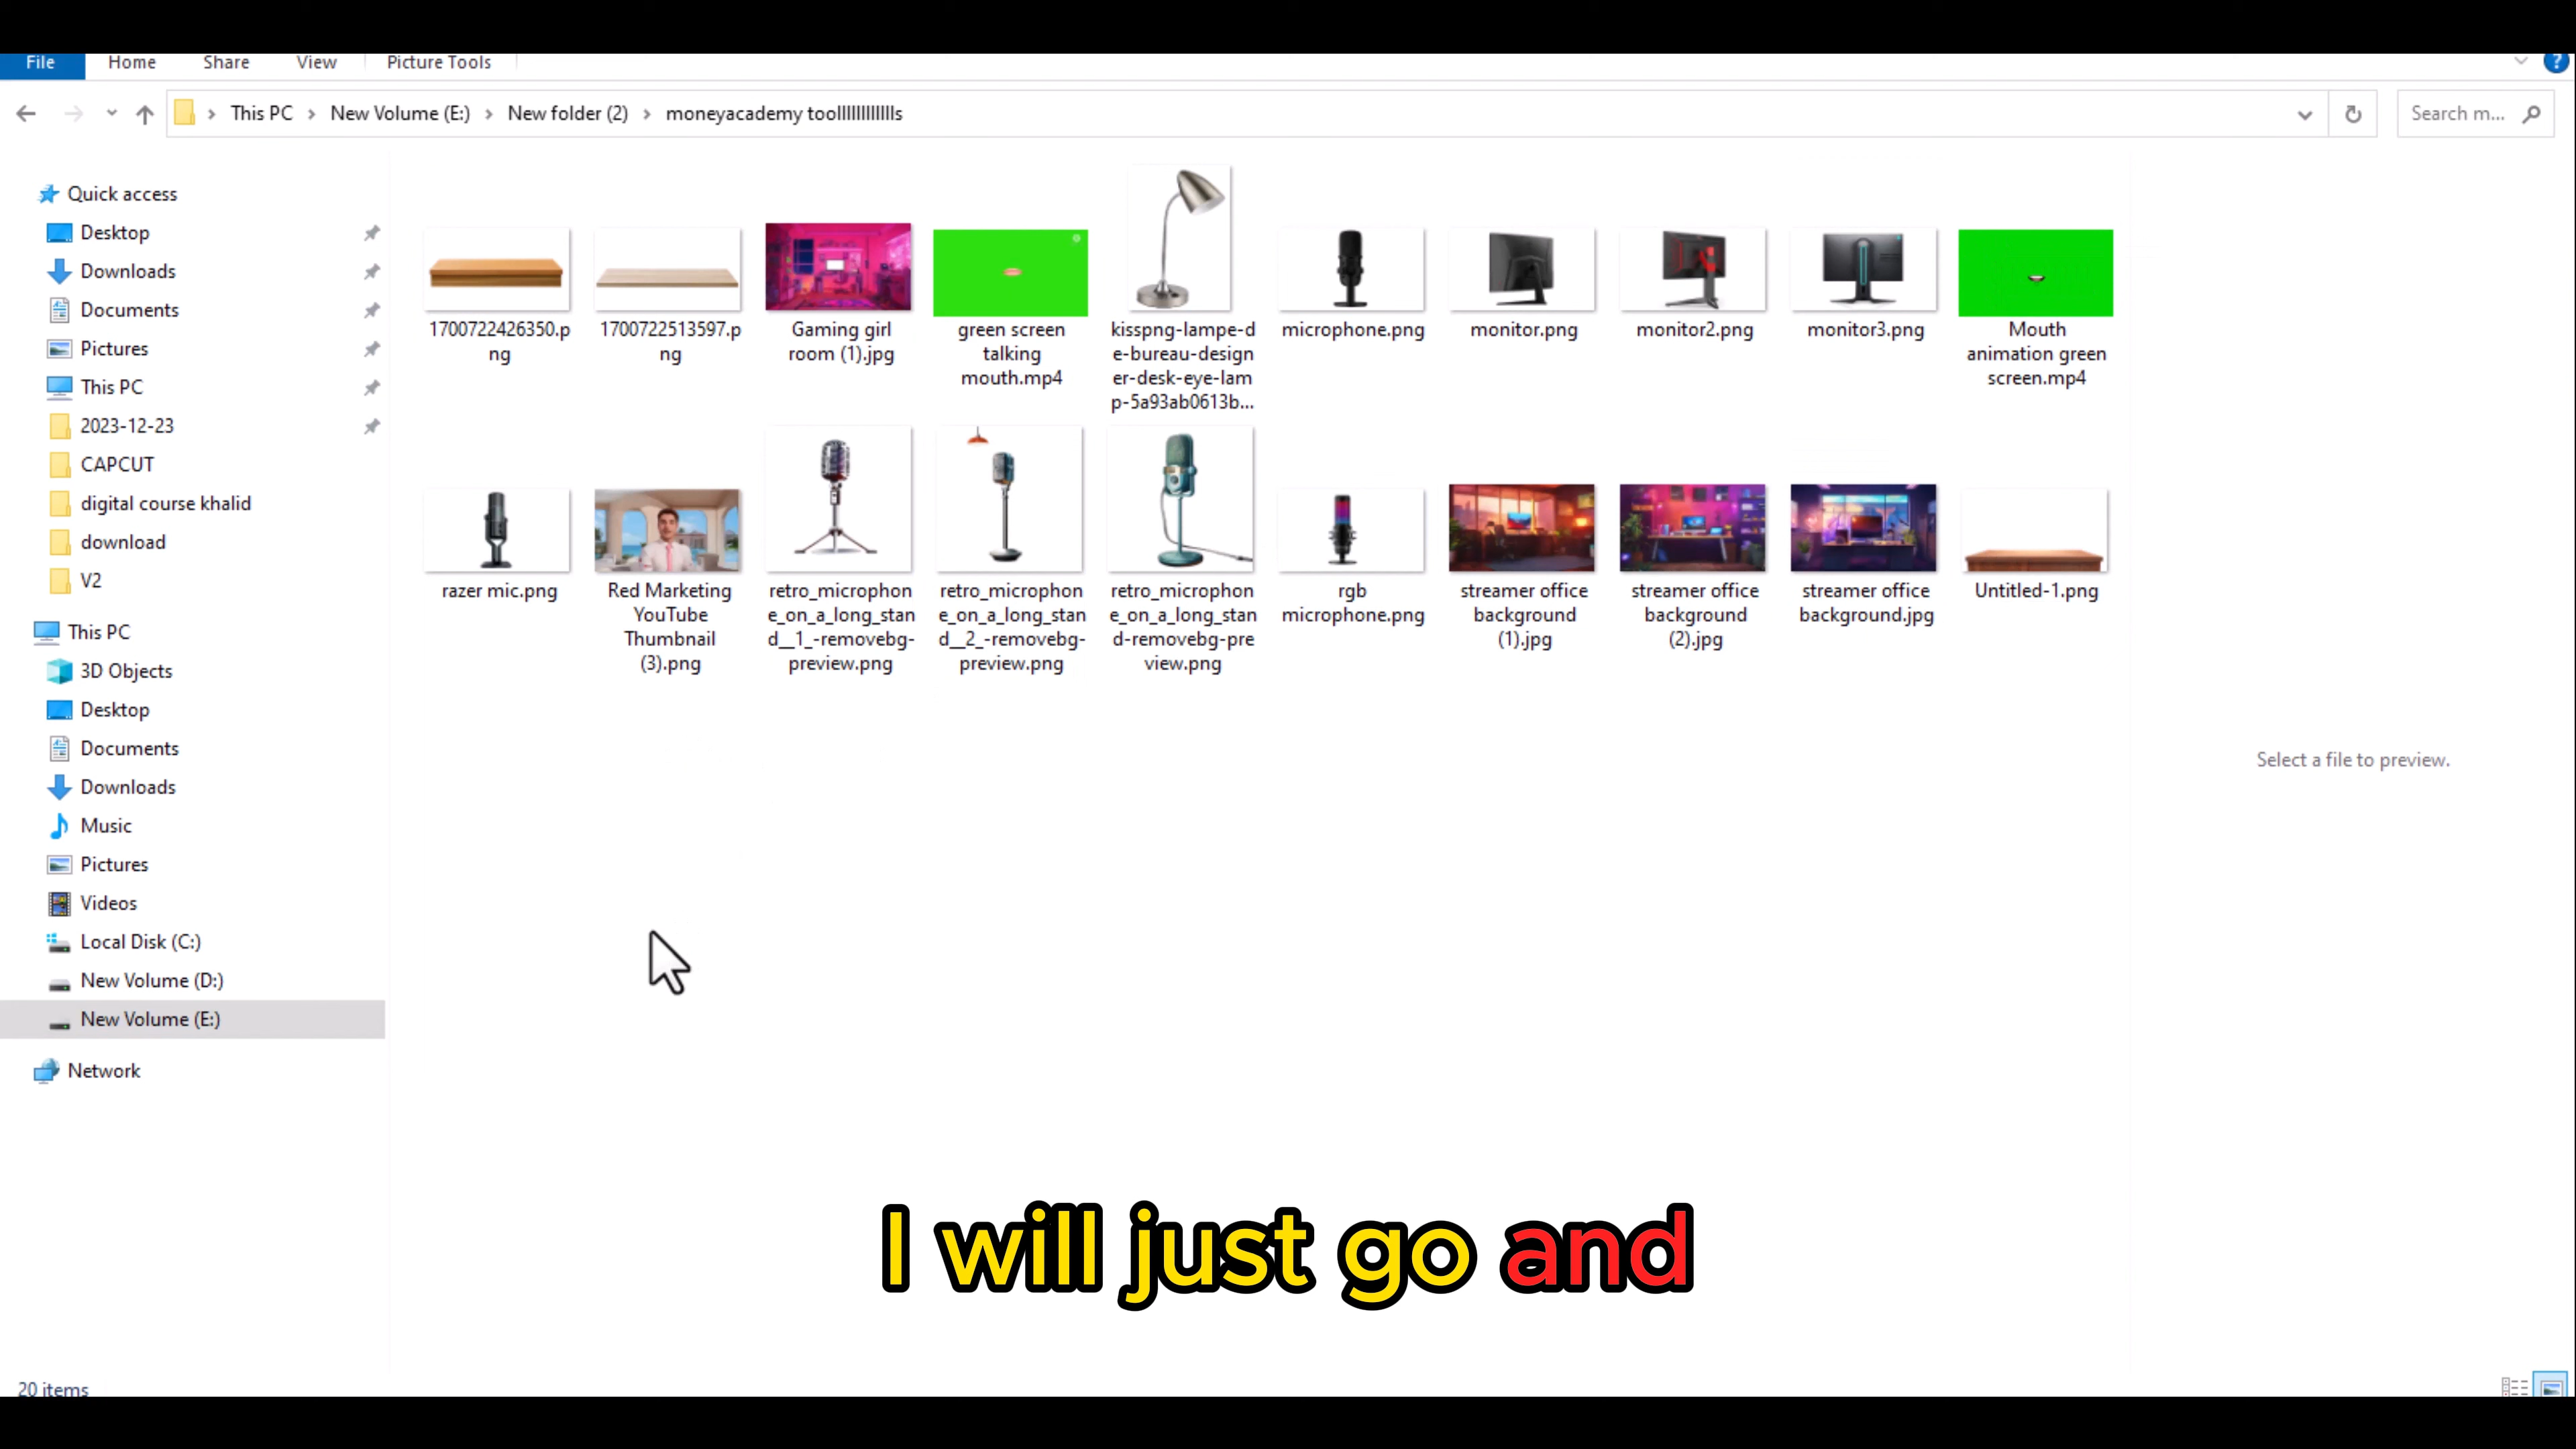 File Home Share View Picture Tools
This PC New Volume (E:) New folder (2) moneyacademy toollllllllllls
Search m...
Quick access
Desktop
Downloads
Documents
Pictures
This PC
2023-12-23
CAPCUT
digital course khalid
download
V2
This PC
3D Objects
Desktop
Documents
Downloads
Music
Pictures
Videos
Local Disk (C:)
New Volume (D:)
New Volume (E:)
Network
1700722426350.p
ng
1700722513597.p
ng
Gaming girl
room (1).jpg
green screen
talking
mouth.mp4
kisspng-lampe-d
e-bureau-design
er-desk-eye-lam
p-5a93ab0613b...
microphone.png
monitor.png
monitor2.png
monitor3.png
Mouth
animation green
screen.mp4
razer mic.png
Red Marketing
YouTube
Thumbnail
(3).png
retro_microphon
e_on_a_long_stan
d__1_-removebg-
preview.png
retro_microphon
e_on_a_long_stan
d__2_-removebg-
preview.png
retro_microphon
e_on_a_long_stan
d-removebg-pre
view.png
rgb
microphone.png
streamer office
background
(1).jpg
streamer office
background
(2).jpg
streamer office
background.jpg
Untitled-1.png
Select a file to preview.
I will just go and
20 items